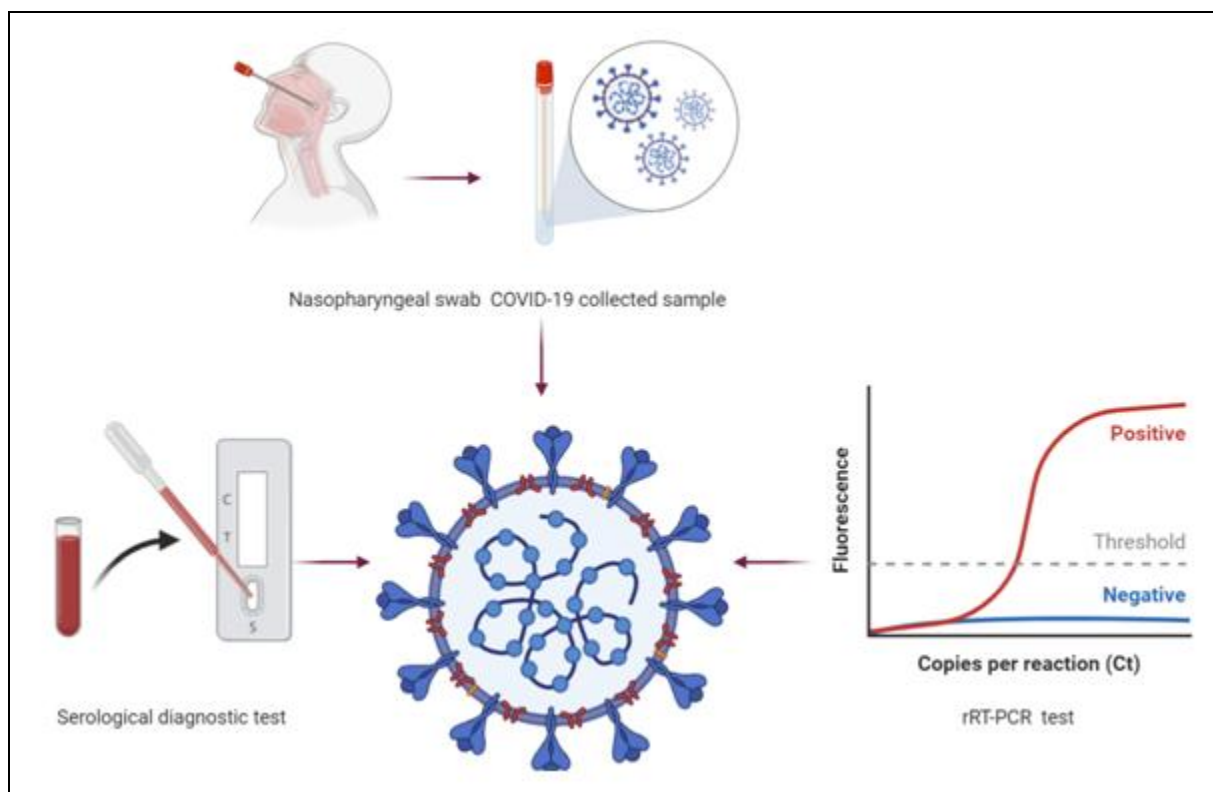 Nasopharyngeal swab COVID-19 collected sample
C
T
S
Serological diagnostic test
Fluorescence
Positive
Threshold
Negative
Copies per reaction (Ct)
rRT-PCR test